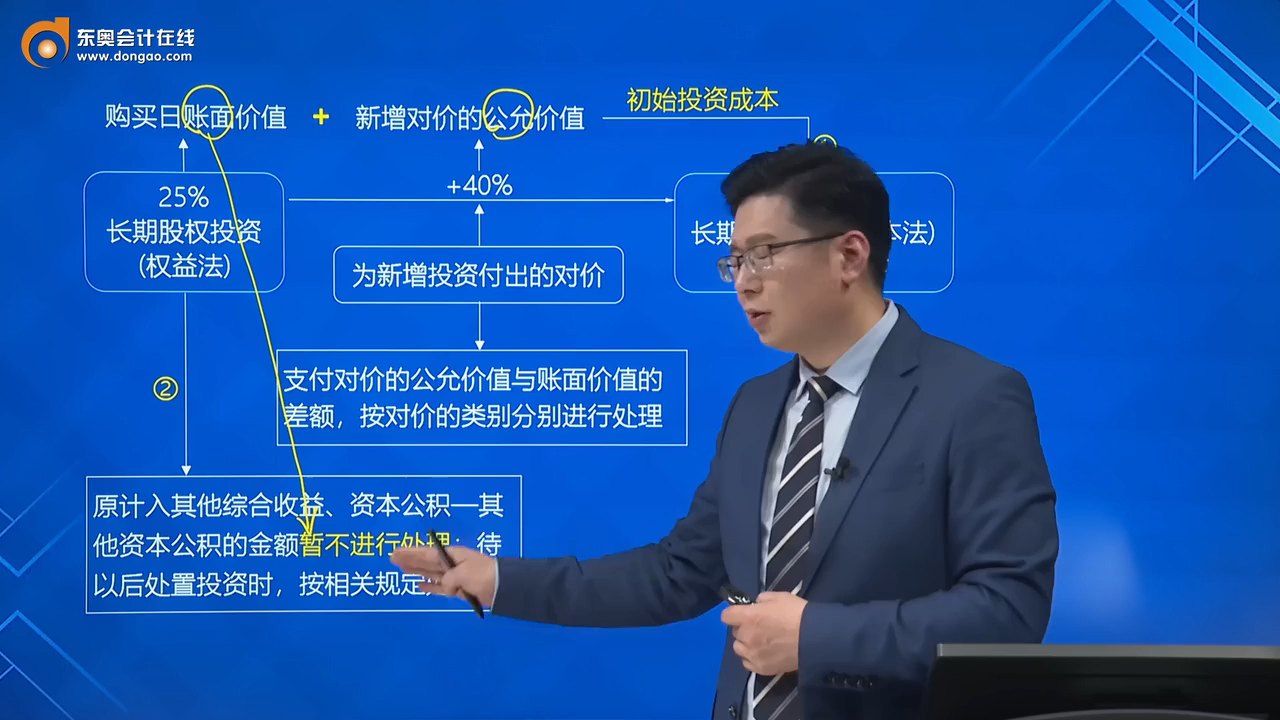 东奥会计在线
www.dongao.com
购买日账面价值 + 新增对价的公允价值 初始投资成本
25%
长期股权投资
(权益法)
+40%
长期
本法)
为新增投资付出的对价
②
支付对价的公允价值与账面价值的
差额，按对价的类别分别进行处理
原计入其他综合收益、资本公积—其
他资本公积的金额暂不进行处理；待
以后处置投资时，按相关规定